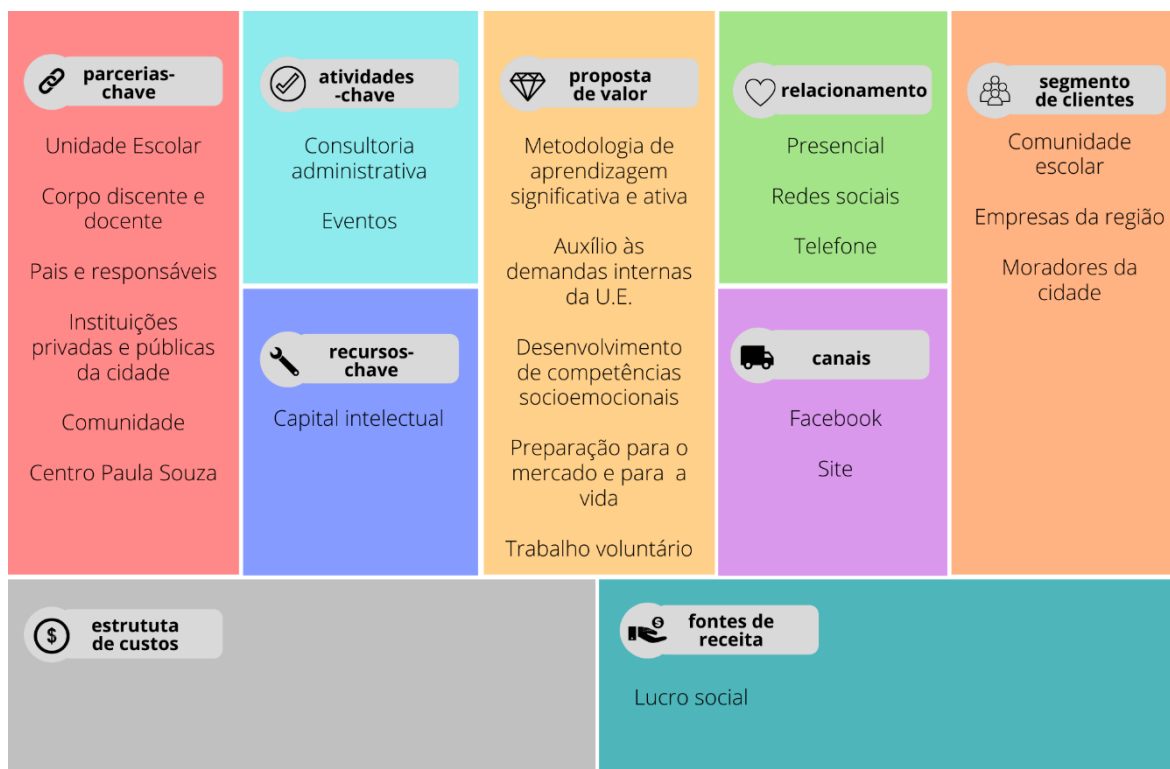 parcerias-
chave
Unidade Escolar
Corpo discente e
docente
Pais e responsáveis
Instituições
privadas e públicas
da cidade
Comunidade
Centro Paula Souza
atividades
-chave
Consultoria
administrativa
Eventos
recursos-
chave
Capital intelectual
proposta
de valor
Metodologia de
aprendizagem
significativa e ativa
Auxílio às
demandas internas
da U.E.
Desenvolvimento
de competências
socioemocionais
Preparação para o
mercado e para a
vida
Trabalho voluntário
relacionamento
Presencial
Redes sociais
Telefone
canais
Facebook
Site
segmento
de clientes
Comunidade
escolar
Empresas da região
Moradores da
cidade
$
estrututa
de custos
$
fontes de
receita
Lucro social